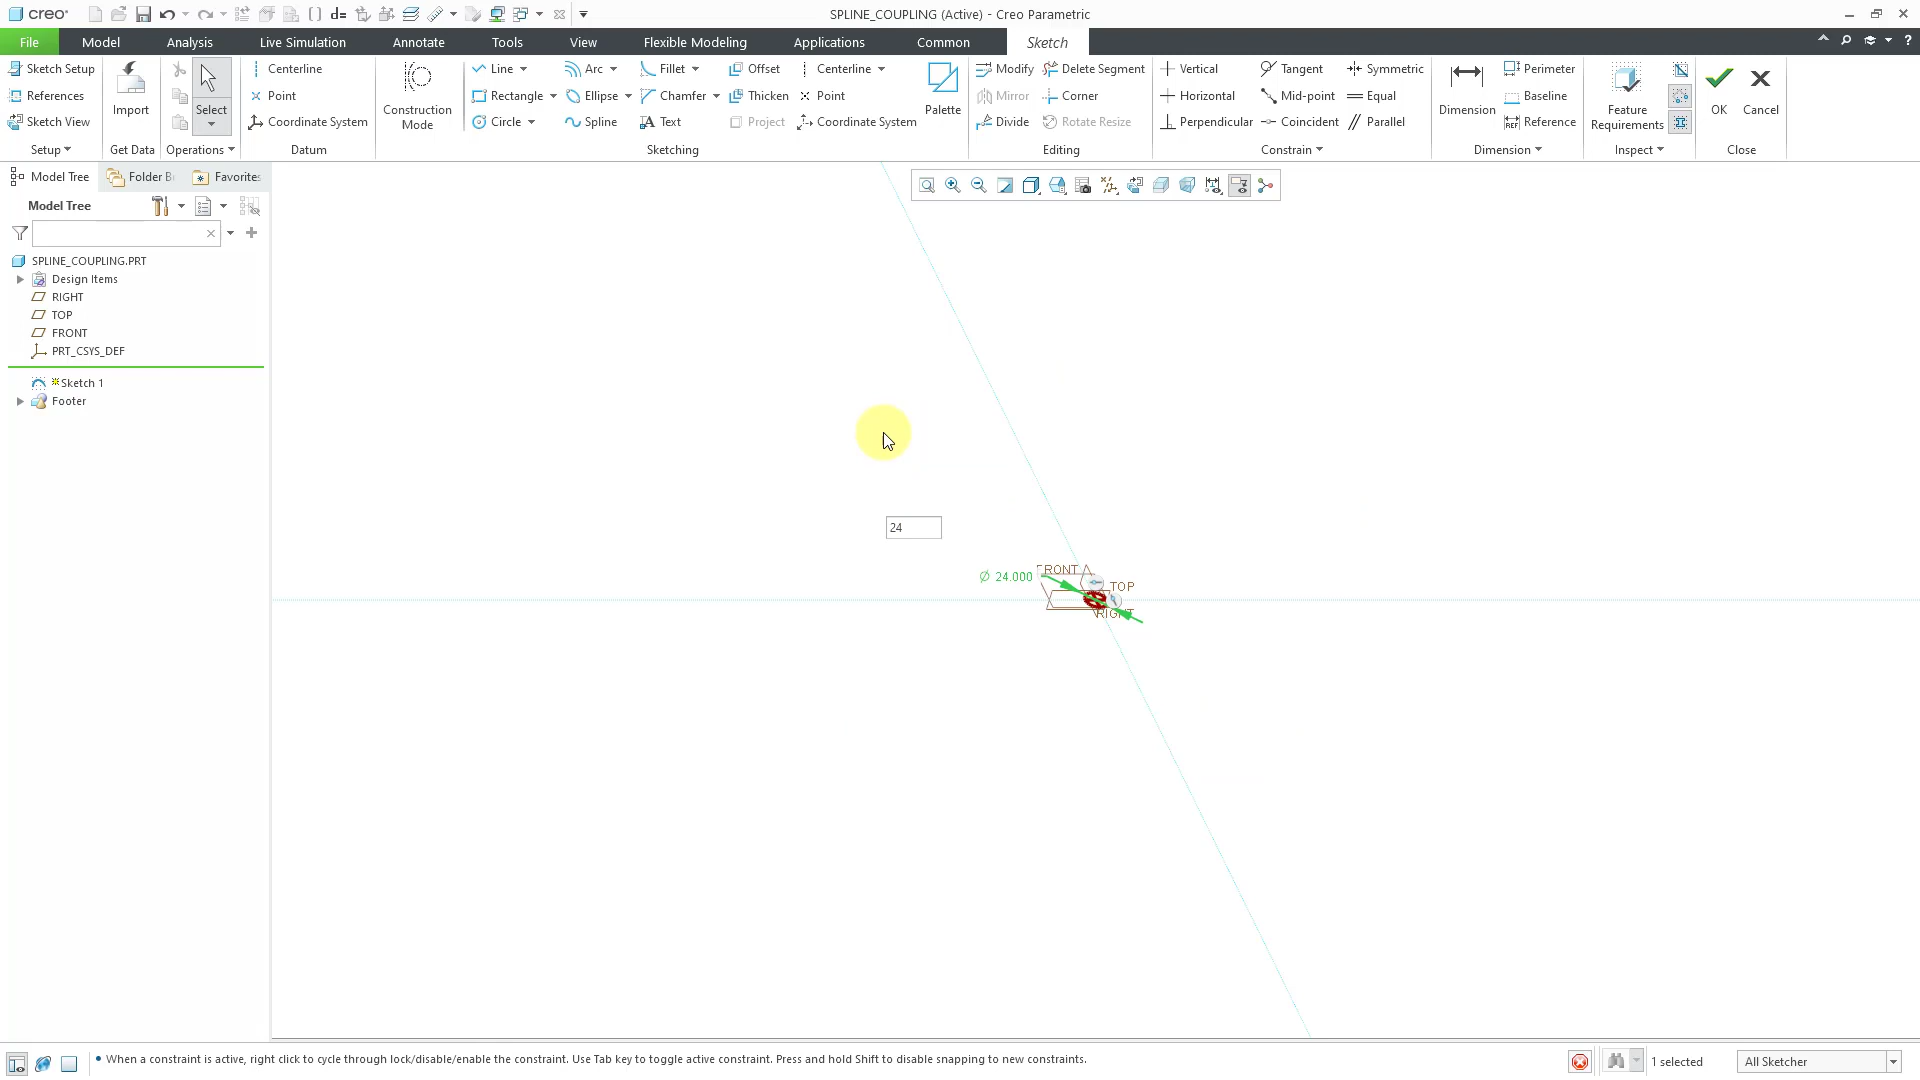 creo
SPLINE_COUPLING (Active) - Creo Parametric
File Model Analysis Live Simulation Annotate Tools View Flexible Modeling Applications Common Sketch
Sketch Setup
References
Sketch View
Setup
Import
Get Data
Select
Operations
Centerline
Point
Coordinate System
Datum
Construction
Mode
Line
Rectangle
Circle
Arc
Ellipse
Spline
Fillet
Chamfer
Text
Offset
Thicken
Project
Centerline
Point
Coordinate System
Palette
Sketching
Modify
Mirror
Divide
Delete Segment
Corner
Rotate Resize
Editing
Vertical
Horizontal
Perpendicular
Tangent
Mid-point
Coincident
Symmetric
Equal
Parallel
Constrain
Dimension
Perimeter
Baseline
Reference
Dimension
Feature
Requirements
Inspect
OK
Cancel
Close
Model Tree
Folder B
Favorites
Model Tree
SPLINE_COUPLING.PRT
Design Items
RIGHT
TOP
FRONT
PRT_CSYS_DEF
Sketch 1
Footer
24
Ø 24.000
FRONT
TOP
RIGHT
When a constraint is active, right click to cycle through lock/disable/enable the constraint. Use Tab key to toggle active constraint. Press and hold Shift to disable snapping to new constraints.
1 selected
All Sketcher